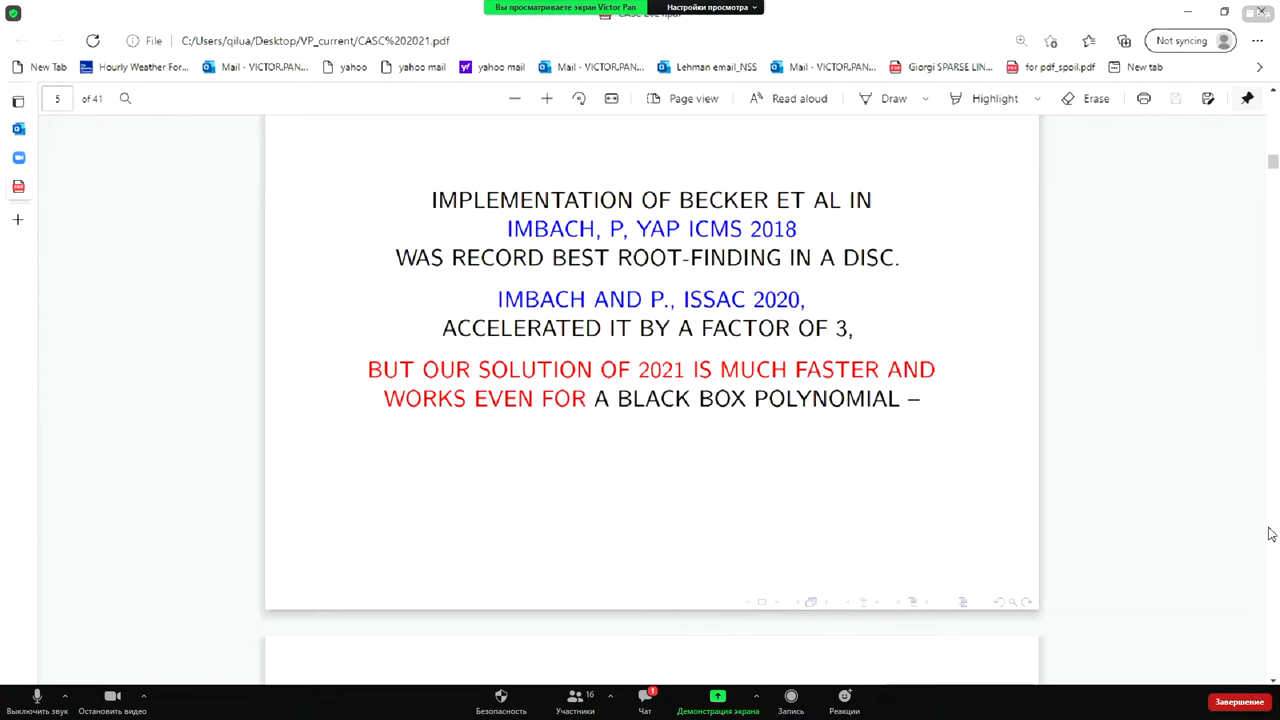 Вы просматриваете экран Victor Pan
Настройки просмотра
File
C:/Users/qilua/Desktop/VP_current/CASC%202021.pdf
Not syncing
New Tab
Hourly Weather For...
Mail - VICTOR.PAN...
yahoo
yahoo mail
yahoo mail
Mail - VICTOR.PAN...
Lehman email_NSS
Mail - VICTOR.PAN...
Giorgi SPARSE LIN...
for pdf_spoil.pdf
New tab
5 of 41
Page view
Read aloud
Draw
Highlight
Erase
IMPLEMENTATION OF BECKER ET AL IN
IMBACH, P, YAP ICMS 2018
WAS RECORD BEST ROOT-FINDING IN A DISC.
IMBACH AND P., ISSAC 2020,
ACCELERATED IT BY A FACTOR OF 3,
BUT OUR SOLUTION OF 2021 IS MUCH FASTER AND
WORKS EVEN FOR A BLACK BOX POLYNOMIAL –
16
1
Выключить звук
Остановить видео
Безопасность
Участники
Чат
Демонстрация экрана
Запись
Реакции
Завершение